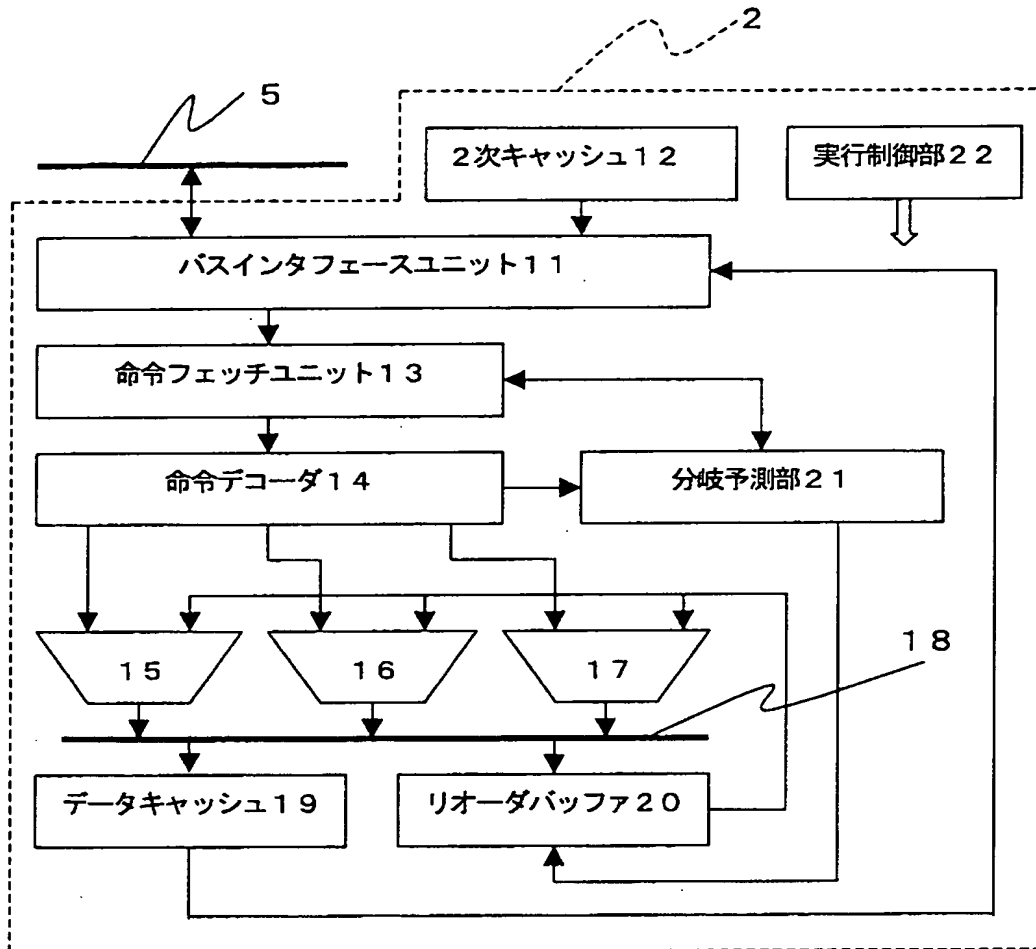 2
5
2次キャッシュ12
実行制御部22
バスインタフェースユニット11
命令フェッチユニット13
命令デコーダ14
分岐予測部21
15
16
17
18
データキャッシュ19
リオーダバッファ20